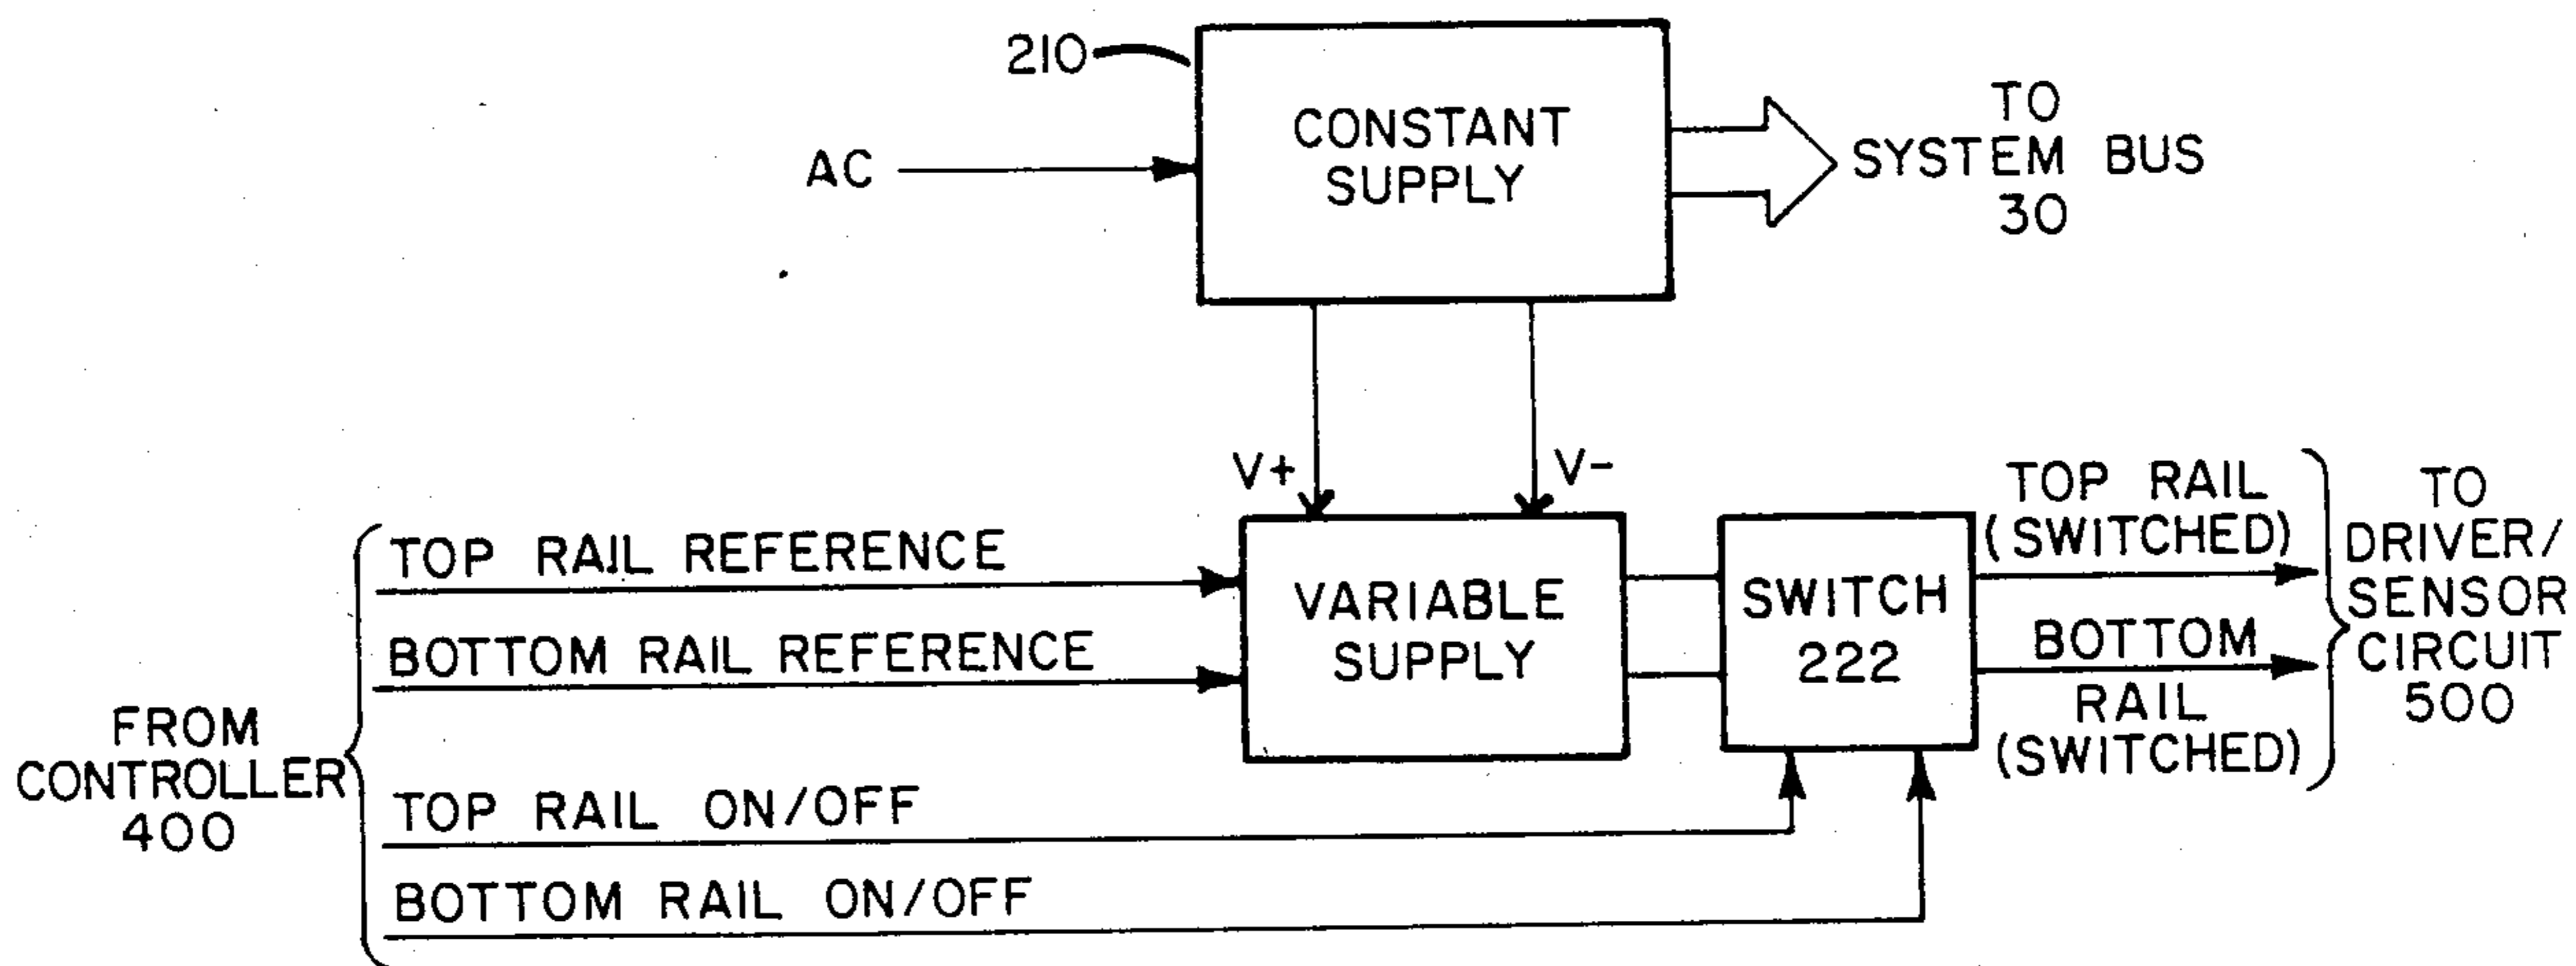 210
CONSTANT
SUPPLY
AC
TO
SYSTEM BUS
30
V+
V-
FROM
CONTROLLER
400
TOP RAIL REFERENCE
BOTTOM RAIL REFERENCE
TOP RAIL ON/OFF
BOTTOM RAIL ON/OFF
VARIABLE
SUPPLY
SWITCH
222
TOP RAIL
(SWITCHED)
BOTTOM
RAIL
(SWITCHED)
TO
DRIVER/
SENSOR
CIRCUIT
500